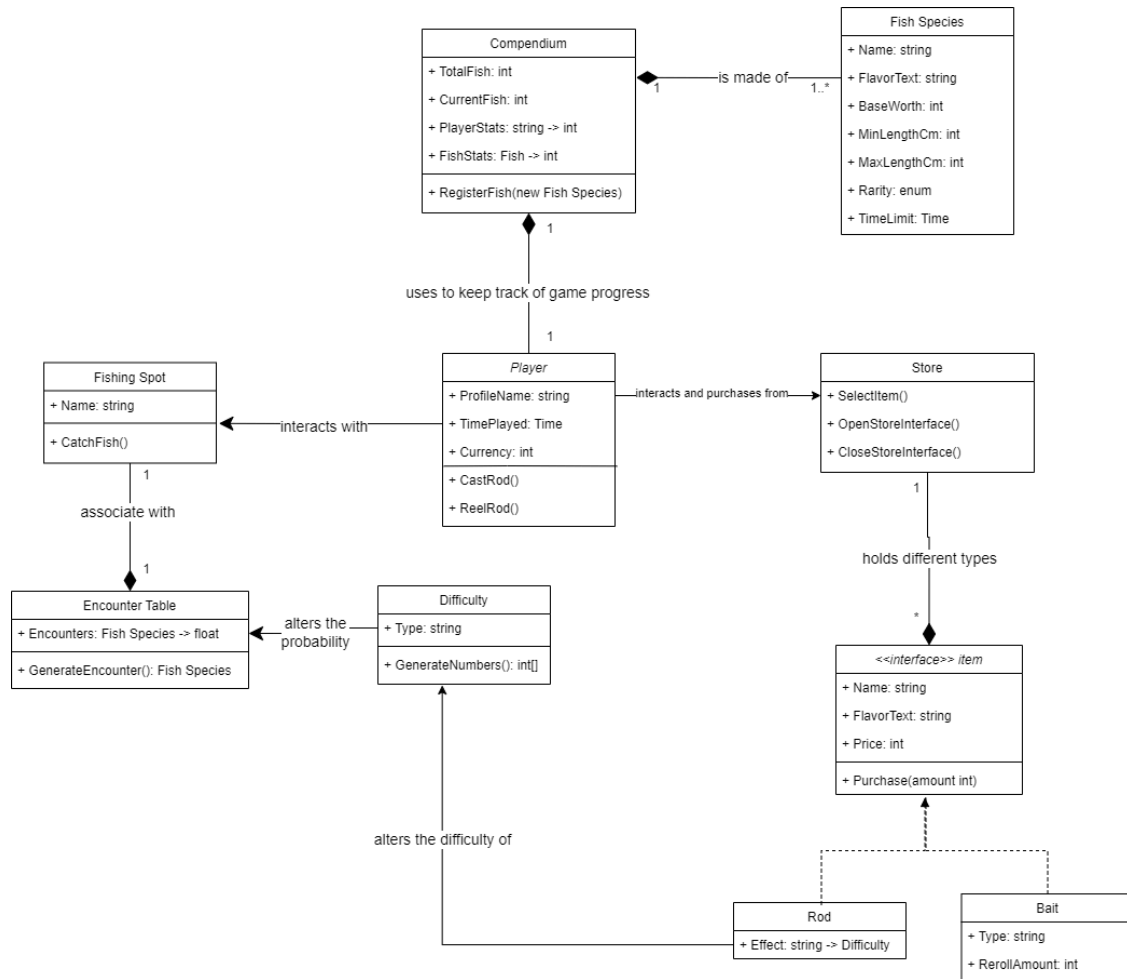 Compendium
+ TotalFish: int
+ CurrentFish: int
+ PlayerStats: string -> int
+ FishStats: Fish -> int
+ RegisterFish(new Fish Species)
1
is made of
1..*
Fish Species
+ Name: string
+ FlavorText: string
+ BaseWorth: int
+ MinLengthCm: int
+ MaxLengthCm: int
+ Rarity: enum
+ TimeLimit: Time
1
uses to keep track of game progress
1
Fishing Spot
+ Name: string
+ CatchFish()
interacts with
Player
+ ProfileName: string
+ TimePlayed: Time
+ Currency: int
+ CastRod()
+ ReelRod()
interacts and purchases from
Store
+ SelectItem()
+ OpenStoreInterface()
+ CloseStoreInterface()
1
associate with
1
1
holds different types
*
Encounter Table
+ Encounters: Fish Species -> float
+ GenerateEncounter(): Fish Species
alters the
probability
Difficulty
+ Type: string
+ GenerateNumbers(): int[]
<<interface>> item
+ Name: string
+ FlavorText: string
+ Price: int
+ Purchase(amount int)
alters the difficulty of
Rod
+ Effect: string -> Difficulty
Bait
+ Type: string
+ RerollAmount: int